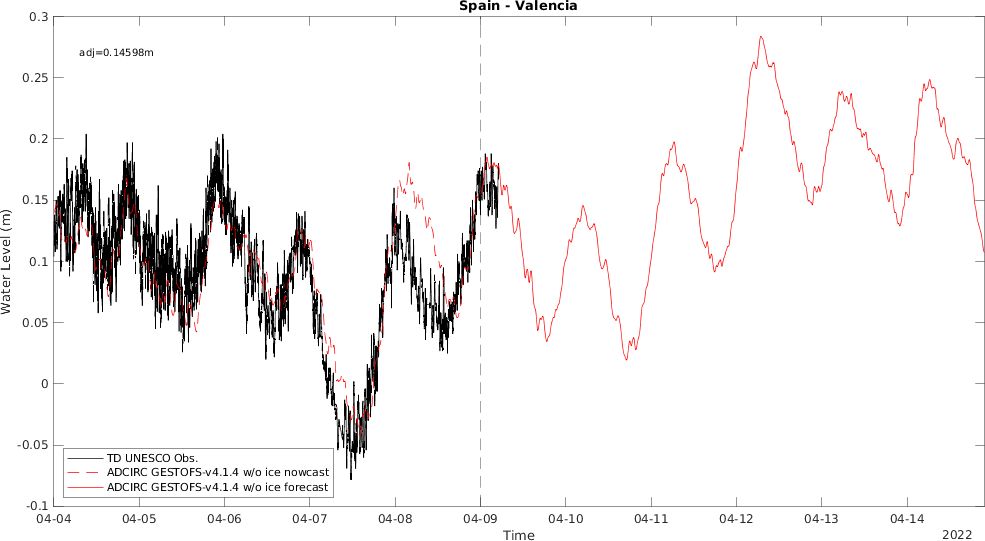 Spain - Valencia
adj=0.14598m
0.3
0.25
0.2
0.15
0.1
0.05
0
-0.05
-0.1
Water Level (m)
TD UNESCO Obs.
ADCIRC GESTOFS-v4.1.4 w/o ice nowcast
ADCIRC GESTOFS-v4.1.4 w/o ice forecast
04-04 04-05 04-06 04-07 04-08 04-09 04-10 04-11 04-12 04-13 04-14
Time
2022